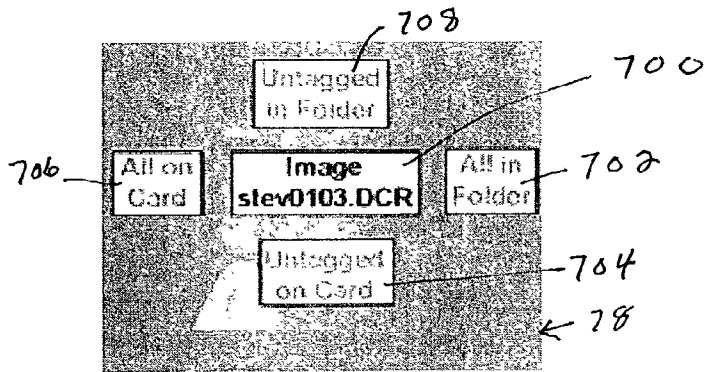 708
Untagged
in Folder
700
706
All on
Card
Image
stev0103.DCR
All in
Folder
702
Untagged
on Card
704
78